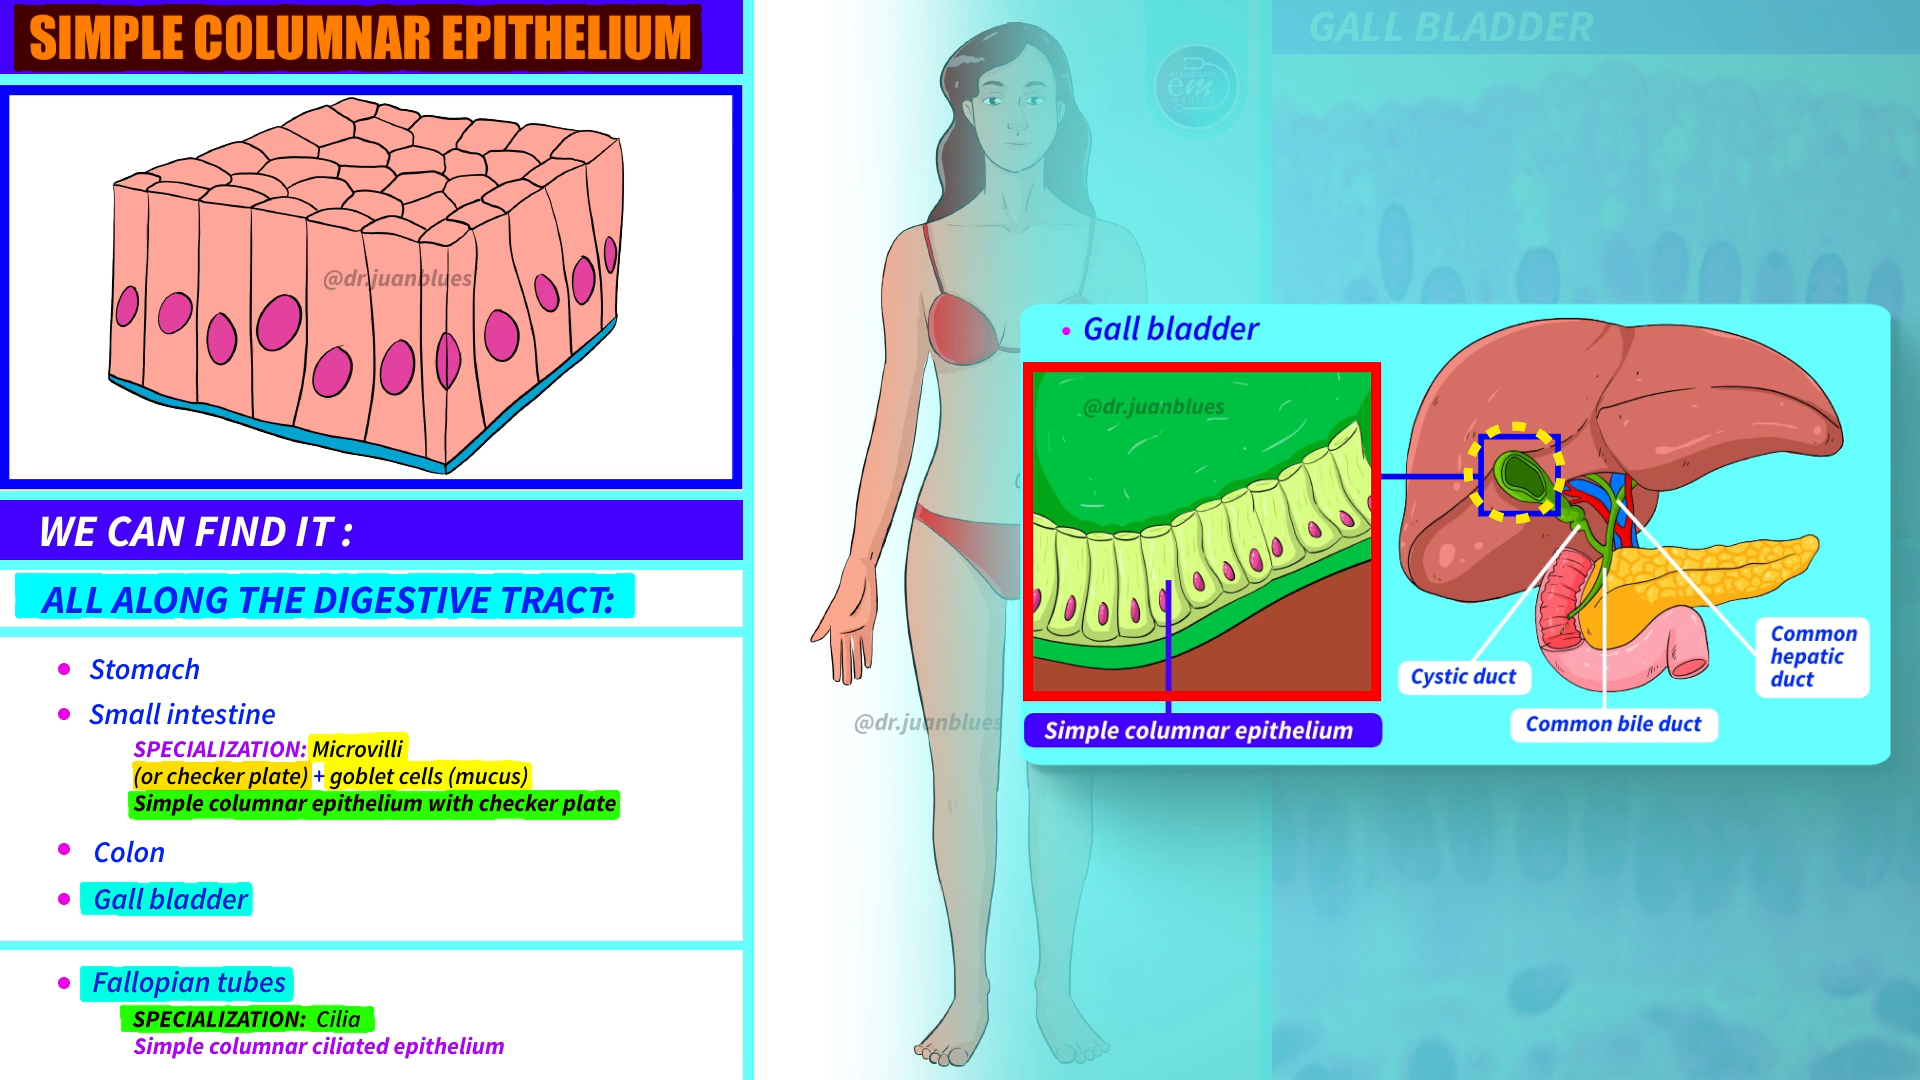 SIMPLE COLUMNAR EPITHELIUM
@dr.juanblues
WE CAN FIND IT :
ALL ALONG THE DIGESTIVE TRACT:
Stomach
Small intestine
SPECIALIZATION: Microvilli
(or checker plate) + goblet cells (mucus)
Simple columnar epithelium with checker plate
Colon
Gall bladder
Fallopian tubes
SPECIALIZATION: Cilia
Simple columnar ciliated epithelium
@dr.juanblues
estudiante
em
GALL BLADDER
Gall bladder
@dr.juanblues
Simple columnar epithelium
Cystic duct
Common bile duct
Common
hepatic
duct